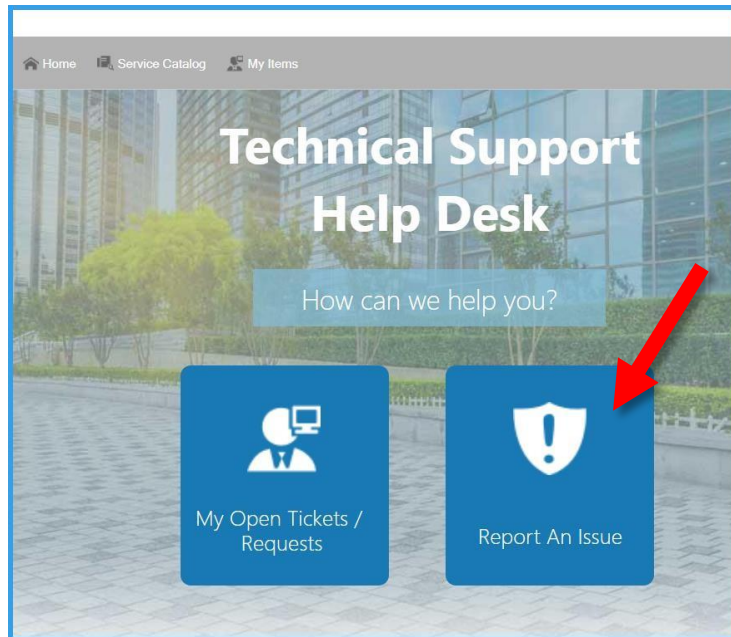 Home Service Catalog My Items
Technical Support
Help Desk
How can we help you?
My Open Tickets /
Requests
Report An Issue